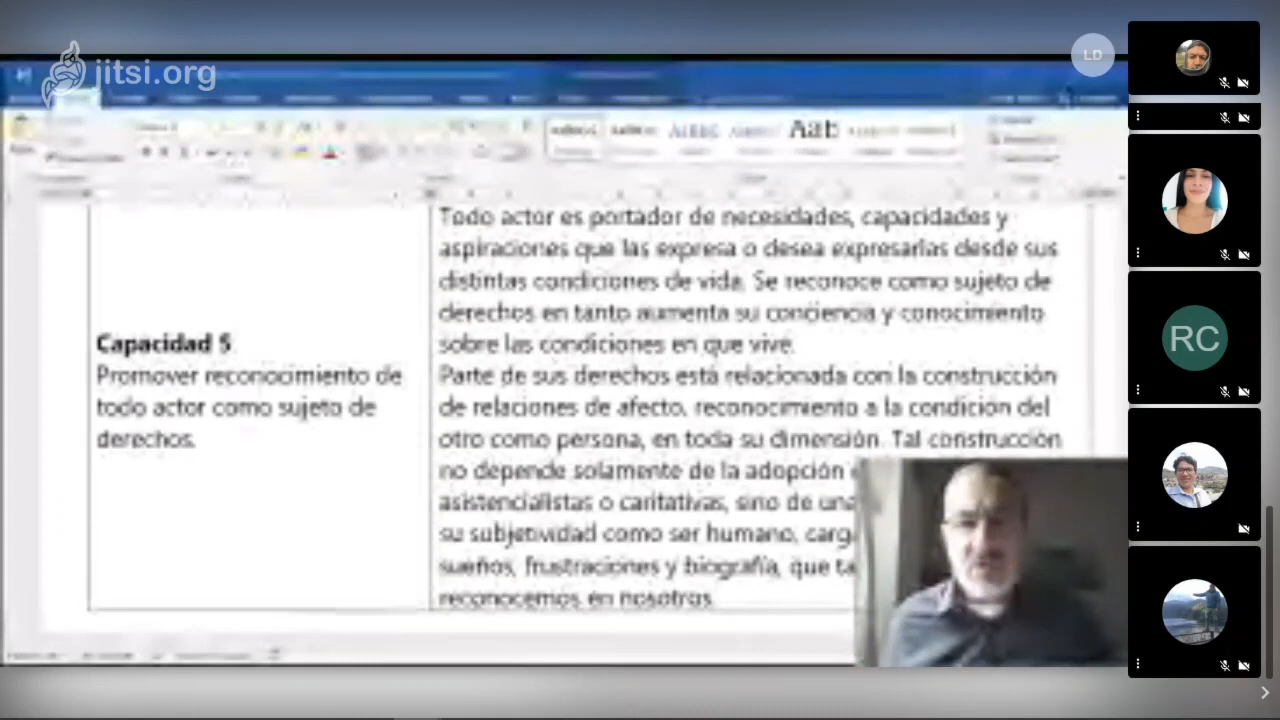 jitsi.org
LD
Aab
Todo actor es portador de necesidades, capacidades y
aspiraciones que las expresa o desea expresarlas desde sus
distintas condiciones de vida. Se reconoce como sujeto de
derechos en tanto aumenta su conciencia y conocimiento
sobre las condiciones en que vive.
Capacidad 5
Promover reconocimiento de
todo actor como sujeto de
derechos.
Parte de sus derechos está relacionada con la construcción
de relaciones de afecto, reconocimiento a la condición del
otro como persona, en toda su dimensión. Tal construcción
no depende solamente de la adopción
asistencialistas o caritativas, sino de una
su subjetividad como ser humano,
sueños, frustraciones y biografía, que
reconocemos en nosotros.
RC